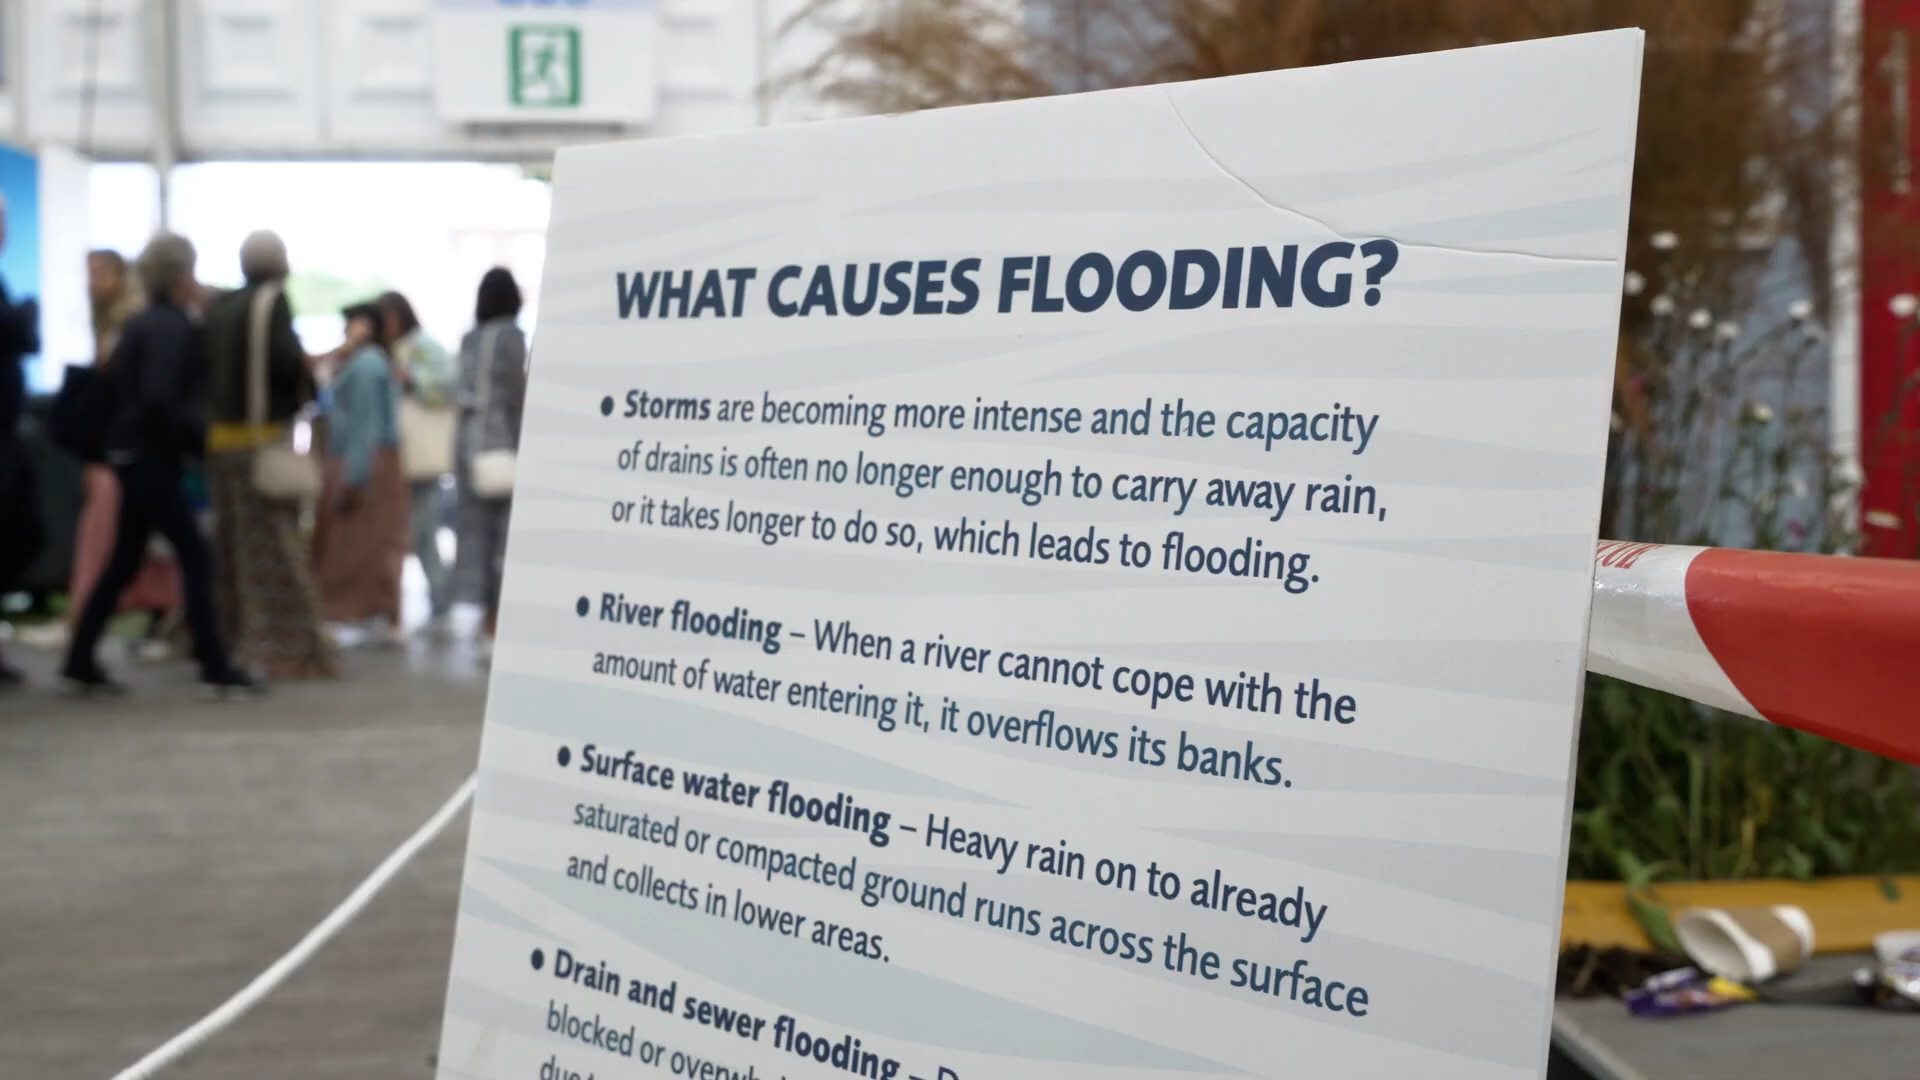 WHAT CAUSES FLOODING?
• Storms are becoming more intense and the capacity
of drains is often no longer enough to carry away rain,
or it takes longer to do so, which leads to flooding.
• River flooding – When a river cannot cope with the
amount of water entering it, it overflows its banks.
• Surface water flooding – Heavy rain on to already
saturated or compacted ground runs across the surface
and collects in lower areas.
• Drain and sewer flooding –
blocked or